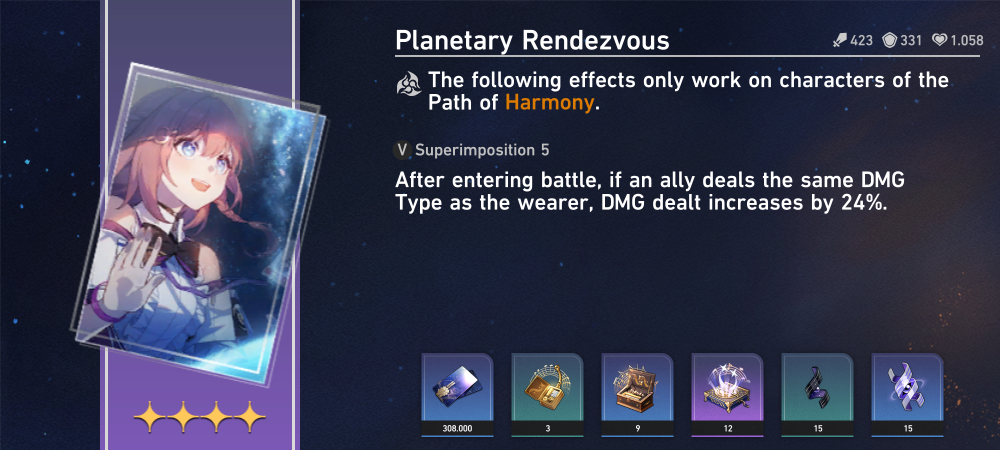 Planetary Rendezvous
423 331 1.058
The following effects only work on characters of the
Path of Harmony.
V Superimposition 5
After entering battle, if an ally deals the same DMG
Type as the wearer, DMG dealt increases by 24%.
308.000 3 9 12 15 15